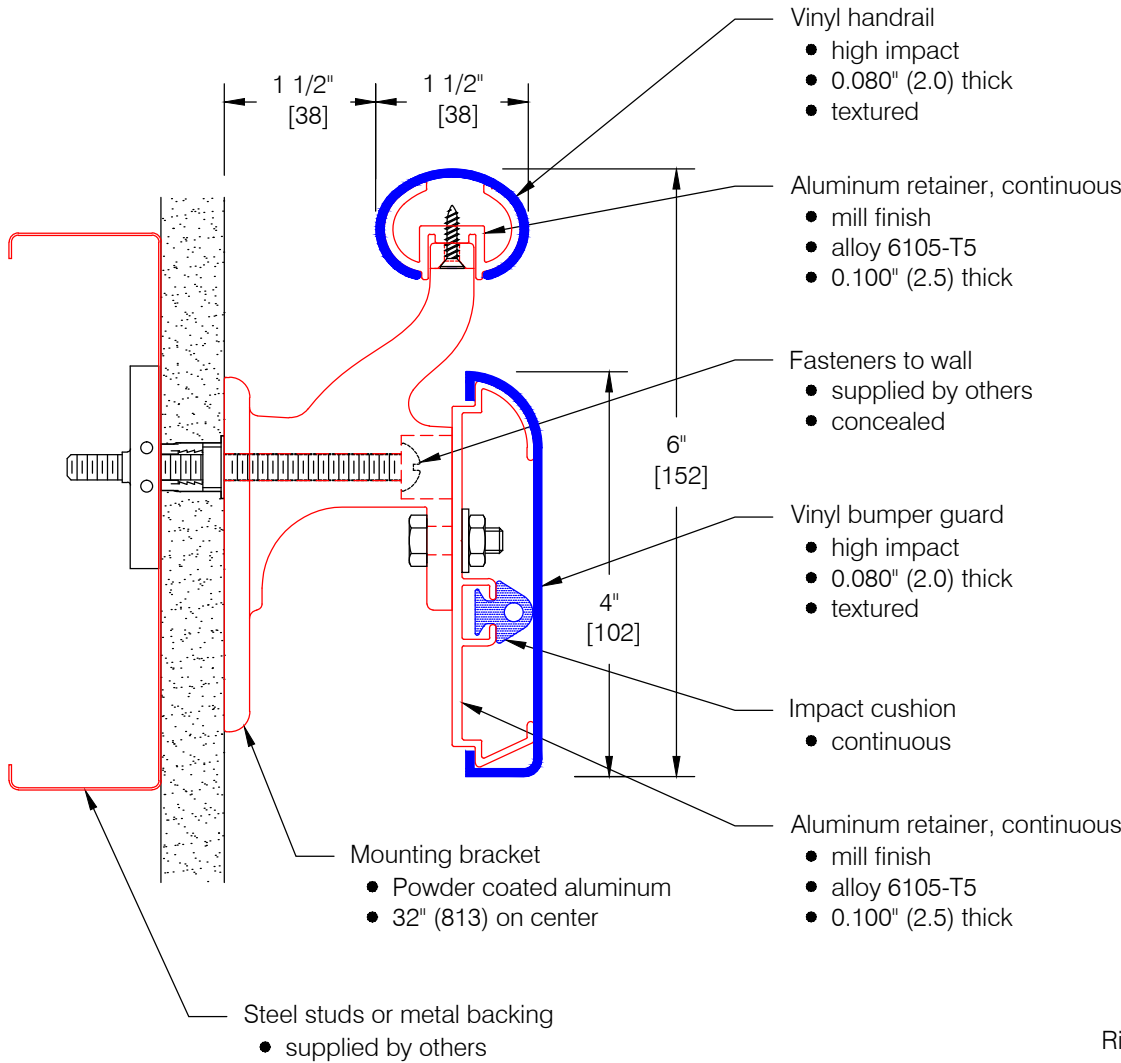 Vinyl handrail
● high impact
● 0.080" (2.0) thick
● textured
1 1/2"
[38]
1 1/2"
[38]
Aluminum retainer, continuous
● mill finish
● alloy 6105-T5
● 0.100" (2.5) thick
Fasteners to wall
● supplied by others
● concealed
6"
[152]
Vinyl bumper guard
● high impact
● 0.080" (2.0) thick
● textured
4"
[102]
Impact cushion
● continuous
Aluminum retainer, continuous
● mill finish
● alloy 6105-T5
● 0.100" (2.5) thick
Mounting bracket
● Powder coated aluminum
● 32" (813) on center
Steel studs or metal backing
● supplied by others
Ri